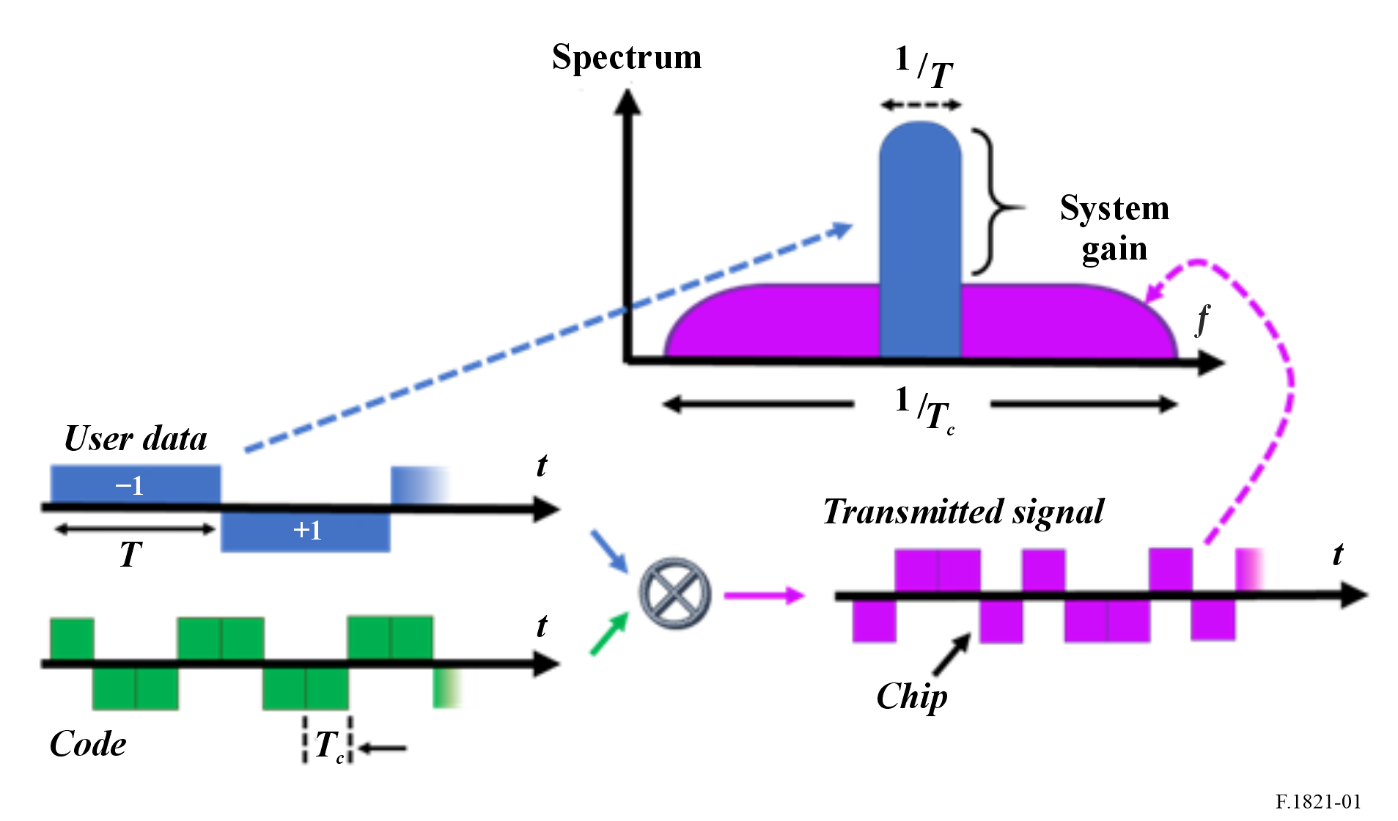 Spectrum
1/T
System
gain
f
1/Tc
User data
t
−1
+1
T
Transmitted signal
t
t
Chip
Code
Tc
F.1821-01